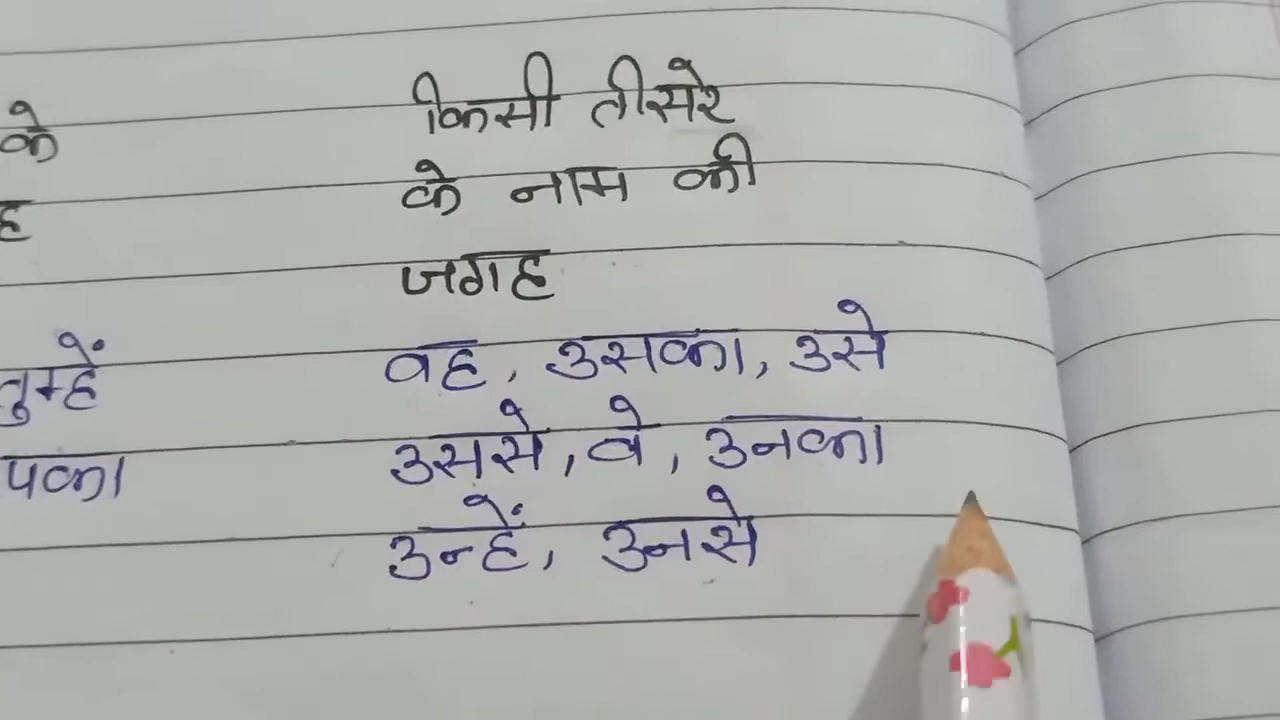 के
किसी तीसरे
के नाम की
जगह
तुम्हें
वह, उसका, उसे
पका
उससे, वे, उनका
उन्हें, उनसे